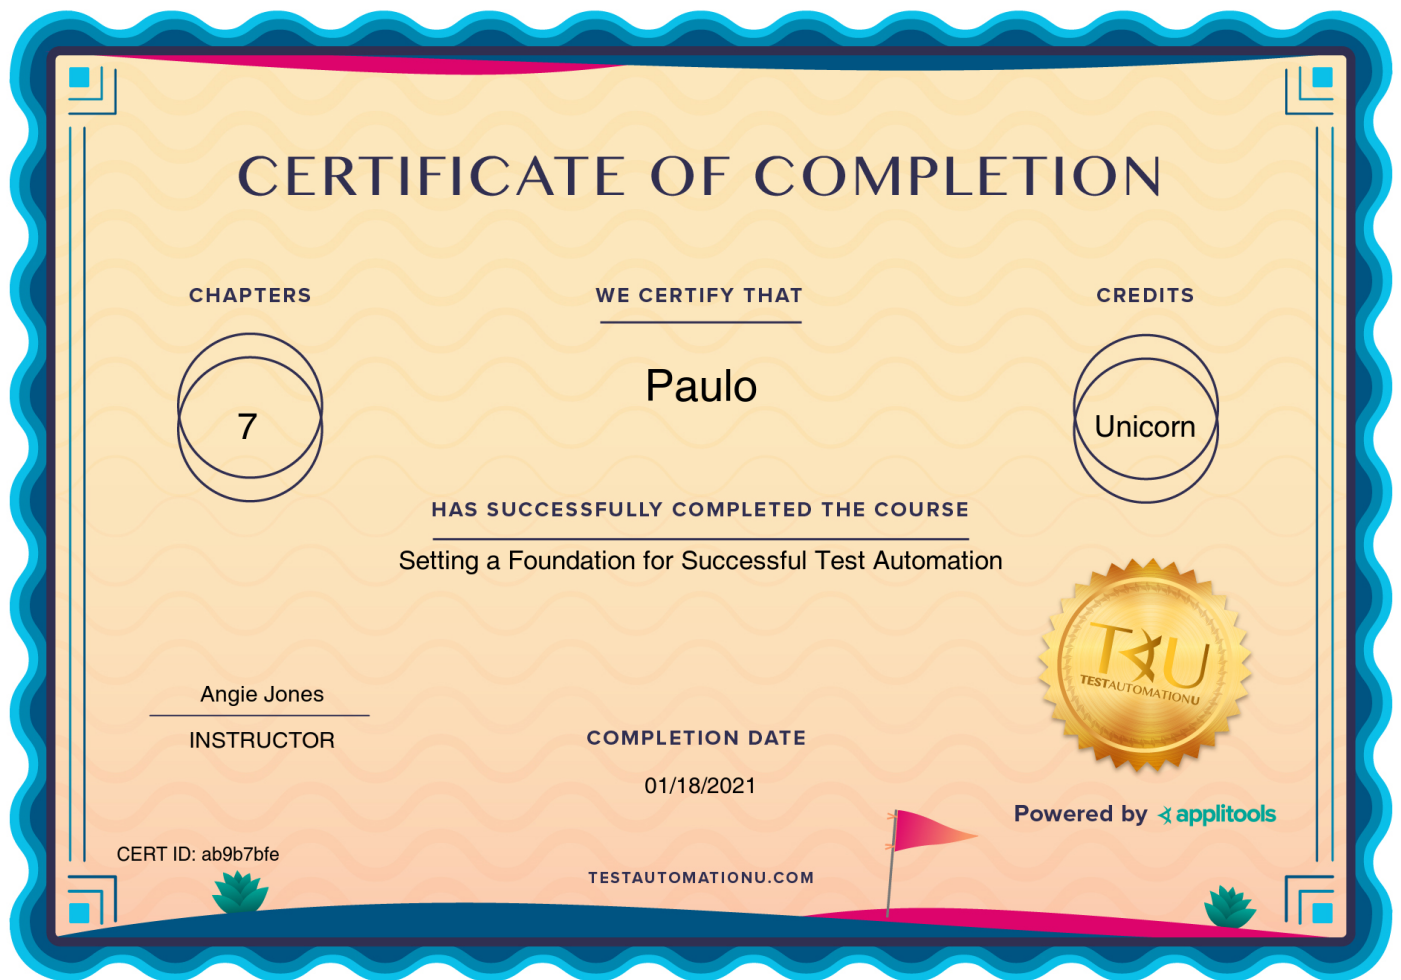 CERTIFICATE OF COMPLETION
CHAPTERS
7
WE CERTIFY THAT
Paulo
CREDITS
Unicorn
HAS SUCCESSFULLY COMPLETED THE COURSE
Setting a Foundation for Successful Test Automation
Angie Jones
INSTRUCTOR
COMPLETION DATE
01/18/2021
TAU
TESTAUTOMATIONU
Powered by applitools
CERT ID: ab9b7bfe
TESTAUTOMATIONU.COM